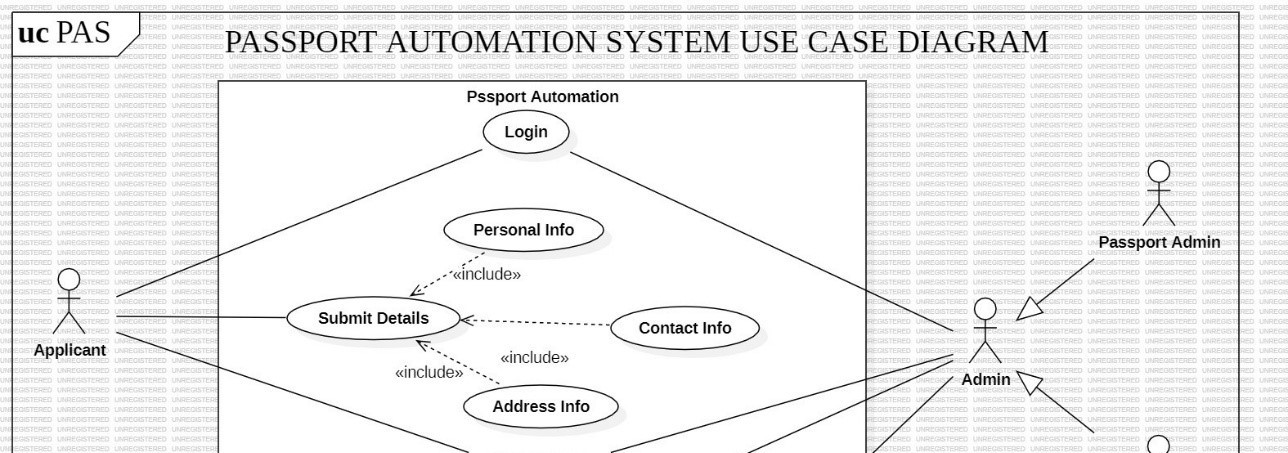 uc PAS
PASSPORT AUTOMATION SYSTEM USE CASE DIAGRAM
Pssport Automation
Login
Personal Info
Passport Admin
«include»
Submit Details
Contact Info
Applicant
«include»
«include»
Admin
Address Info
UNREGISTERED